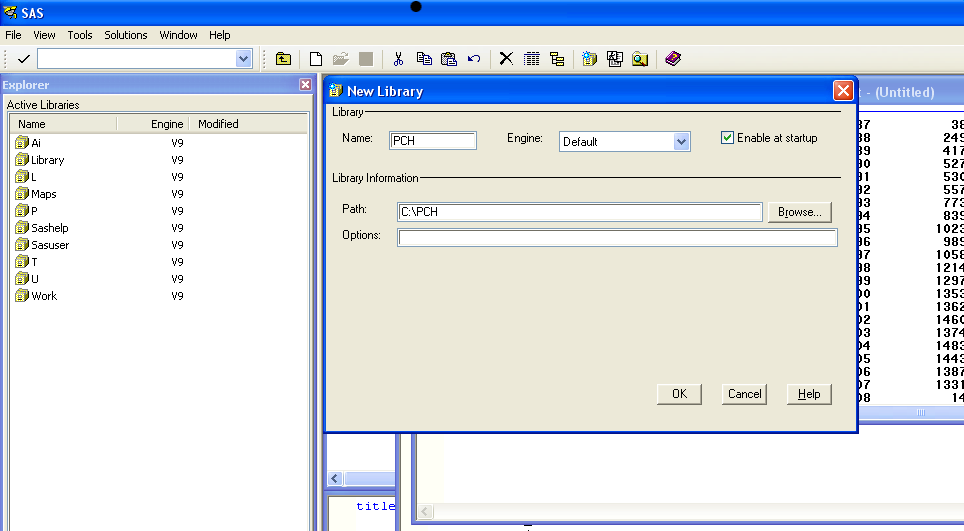 SAS
File View Tools Solutions Window Help
Explorer
Active Libraries
Name Engine Modified
Ai V9
Library V9
L V9
Maps V9
P V9
Sashelp V9
Sasuser V9
T V9
U V9
Work V9
New Library
Library
Name: PCH Engine: Default Enable at startup
Library Information
Path: C:\PCH Browse...
Options:
OK Cancel Help
- (Untitled)
87 38
88 249
89 417
90 527
91 530
92 557
93 773
94 839
95 1023
96 989
97 1058
98 1214
99 1297
00 1353
01 1362
02 1460
03 1374
04 1483
05 1443
06 1387
07 1331
08 14
title